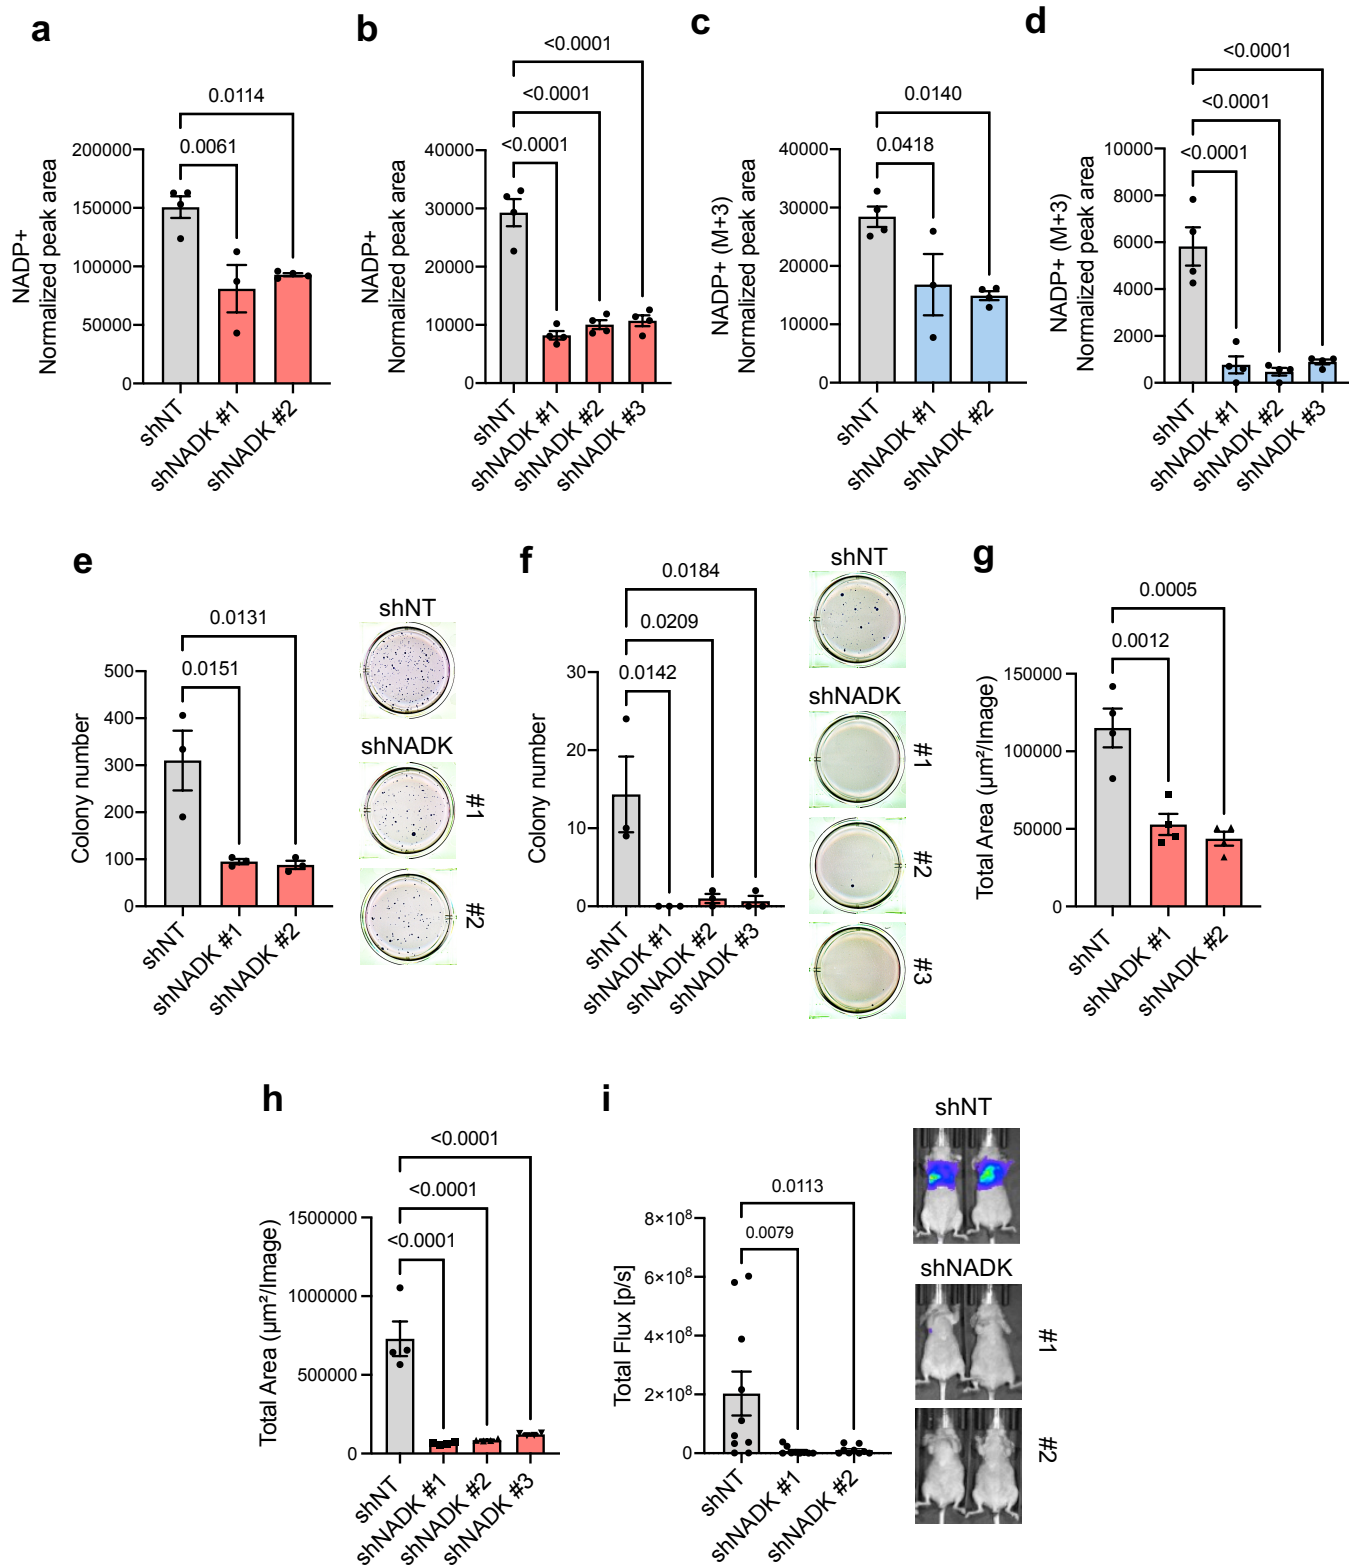 a
0.0114
0.0061
NADP+
Normalized peak area
200000
150000
100000
50000
0
shNT
shNADK #1
shNADK #2
b
<0.0001
<0.0001
<0.0001
NADP+
Normalized peak area
40000
30000
20000
10000
0
shNT
shNADK #1
shNADK #2
shNADK #3
c
0.0140
0.0418
NADP+ (M+3)
Normalized peak area
40000
30000
20000
10000
0
shNT
shNADK #1
shNADK #2
d
<0.0001
<0.0001
<0.0001
NADP+ (M+3)
Normalized peak area
10000
8000
6000
4000
2000
0
shNT
shNADK #1
shNADK #2
shNADK #3
e
0.0131
0.0151
Colony number
500
400
300
200
100
0
shNT
shNADK #1
shNADK #2
shNT
shNADK
#1
#2
f
0.0184
0.0209
0.0142
Colony number
30
20
10
0
shNT
shNADK #1
shNADK #2
shNADK #3
shNT
shNADK
#1
#2
#3
g
0.0005
0.0012
Total Area (µm²/Image)
150000
100000
50000
0
shNT
shNADK #1
shNADK #2
h
<0.0001
<0.0001
<0.0001
Total Area (µm²/Image)
1500000
1000000
500000
0
shNT
shNADK #1
shNADK #2
shNADK #3
i
0.0113
0.0079
Total Flux [p/s]
8×10⁸
6×10⁸
4×10⁸
2×10⁸
0
shNT
shNADK #1
shNADK #2
shNT
shNADK
#1
#2